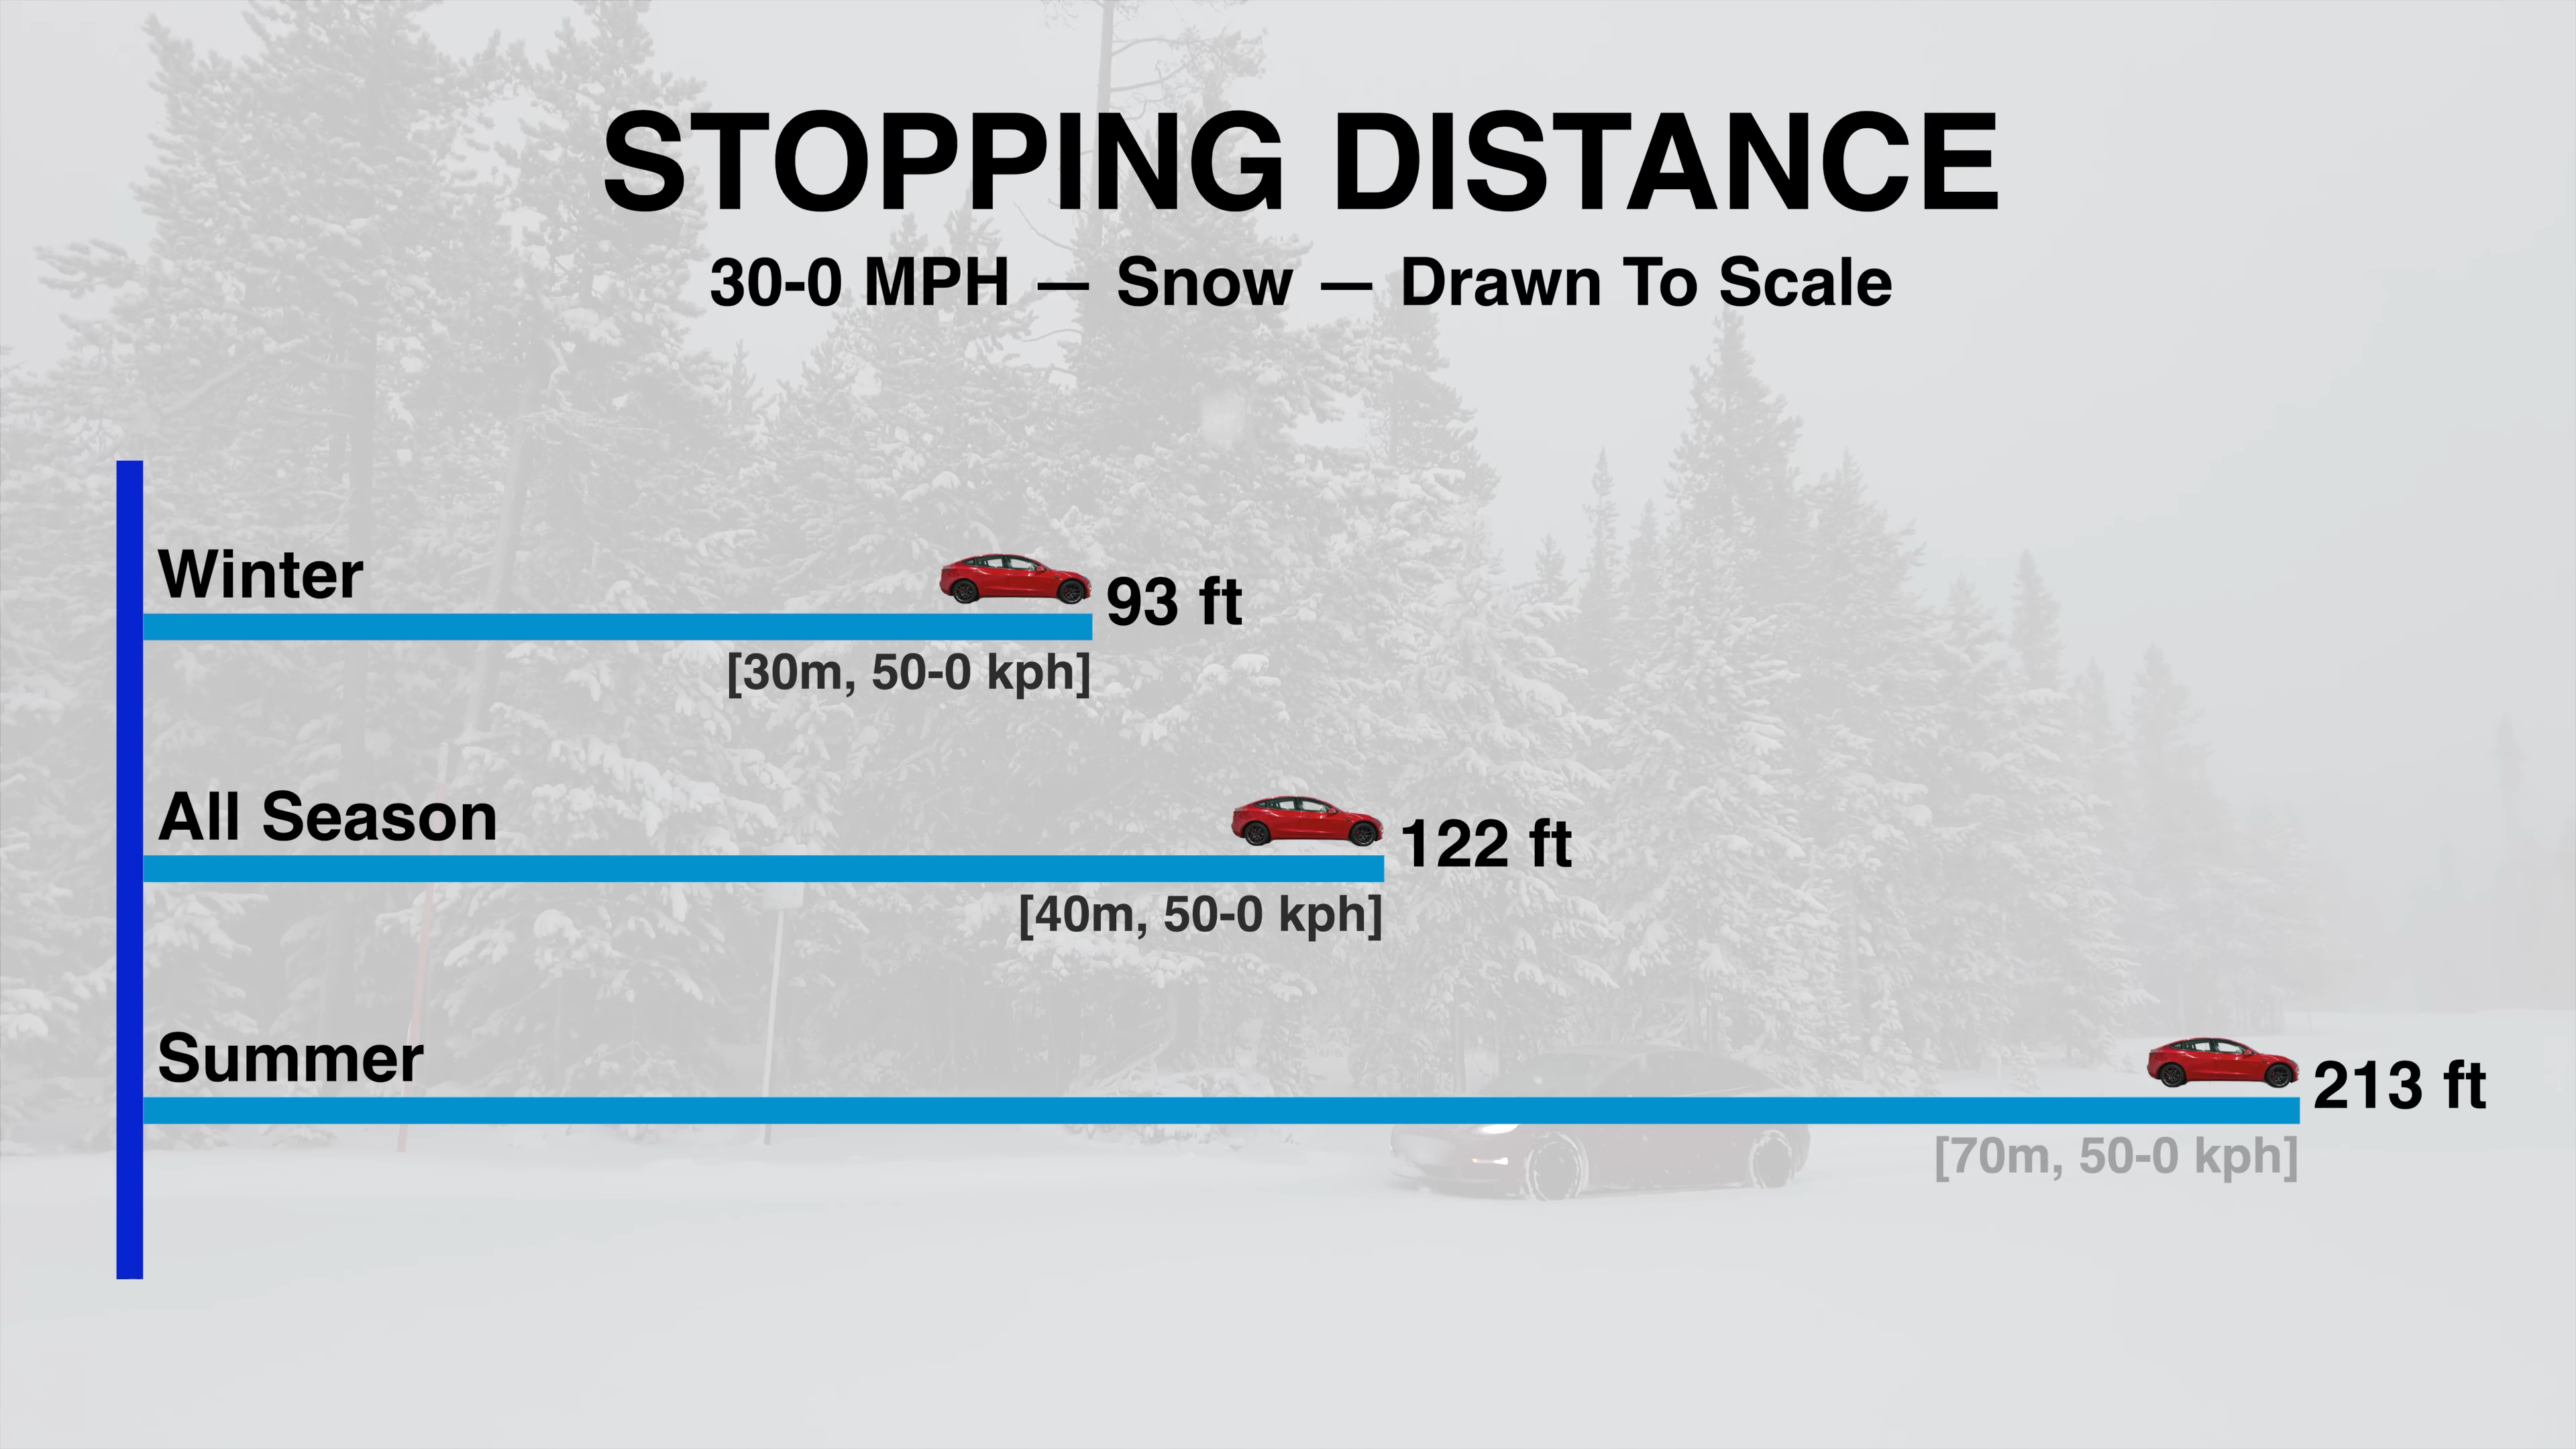 STOPPING DISTANCE
30-0 MPH — Snow — Drawn To Scale
Winter
93 ft
[30m, 50-0 kph]
All Season
122 ft
[40m, 50-0 kph]
Summer
213 ft
[70m, 50-0 kph]